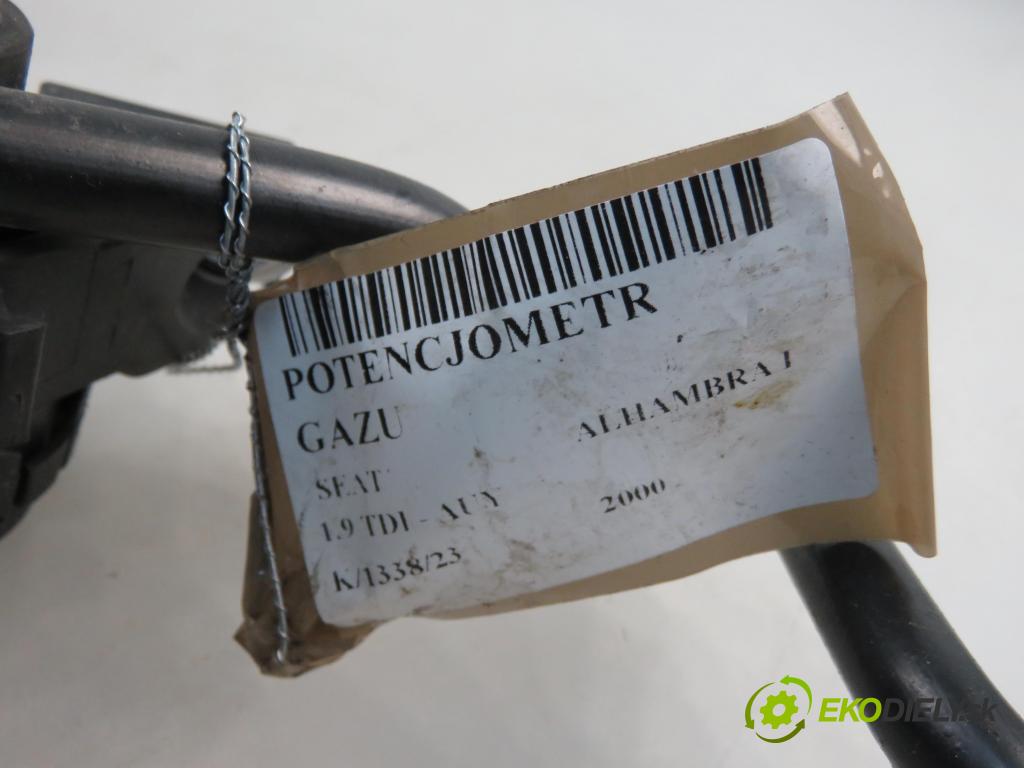 POTENCJOMETR
GAZU
SEAT ALHAMBRA I
1.9 TDI - AUY 2000
K/1338/23
EKODIELY.sk